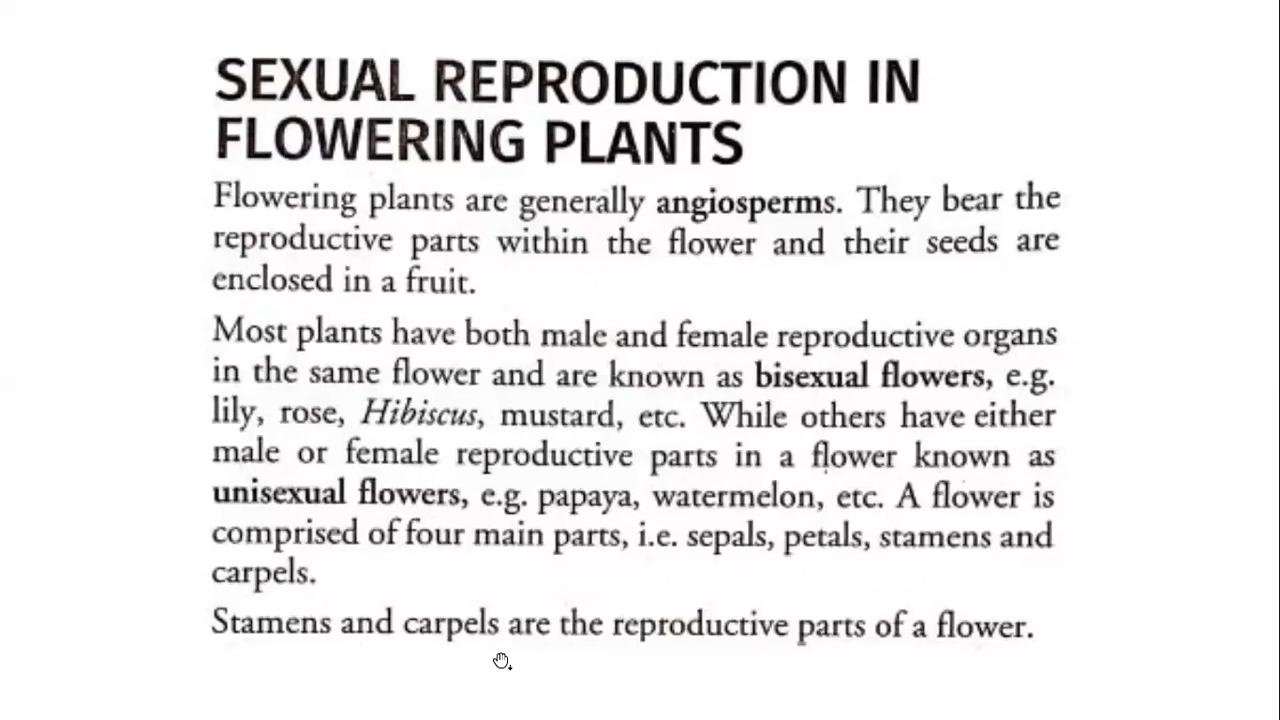 SEXUAL REPRODUCTION IN
FLOWERING PLANTS
Flowering plants are generally angiosperms. They bear the
reproductive parts within the flower and their seeds are
enclosed in a fruit.
Most plants have both male and female reproductive organs
in the same flower and are known as bisexual flowers, e.g.
lily, rose, Hibiscus, mustard, etc. While others have either
male or female reproductive parts in a flower known as
unisexual flowers, e.g. papaya, watermelon, etc. A flower is
comprised of four main parts, i.e. sepals, petals, stamens and
carpels.
Stamens and carpels are the reproductive parts of a flower.